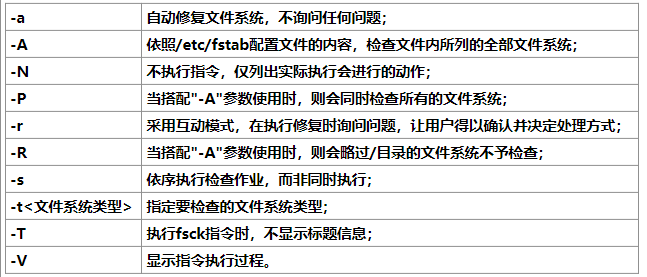 -a 自动修复文件系统，不询问任何问题；
-A 依照/etc/fstab配置文件的内容，检查文件内所列的全部文件系统；
-N 不执行指令，仅列出实际执行会进行的动作；
-P 当搭配"-A"参数使用时，则会同时检查所有的文件系统；
-r 采用互动模式，在执行修复时询问问题，让用户得以确认并决定处理方式；
-R 当搭配"-A"参数使用时，则会略过/目录的文件系统不予检查；
-s 依序执行检查作业，而非同时执行；
-t<文件系统类型> 指定要检查的文件系统类型；
-T 执行fsck指令时，不显示标题信息；
-V 显示指令执行过程。